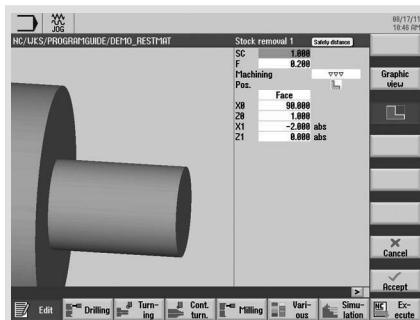 JOG
08/17/11
10:46 AM
NC/WKS/PROGRAMGUIDE/DEMO_RESTMAT
Stock removal 1
Safety distance
SC 1.000
F 0.200
Machining ▽▽▽
Pos.
Face
X0 90.000
Z0 1.000
X1 -2.000 abs
Z1 0.000 abs
Graphic
view
Cancel
Accept
>
Edit
Drilling
Turn-
ing
Cont.
turn.
Milling
Vari-
ous
Simu-
lation
NC
Ex-
ecute